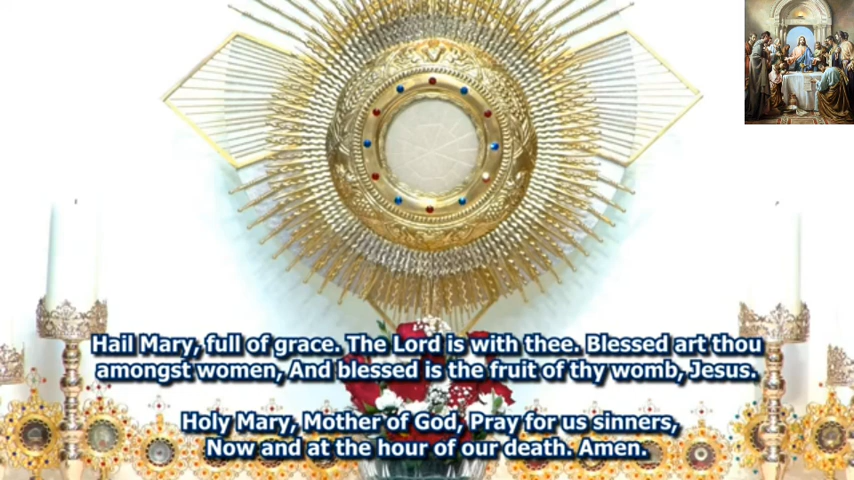 Hail Mary, full of grace. The Lord is with thee. Blessed art thou
amongst women, And blessed is the fruit of thy womb, Jesus.
Holy Mary, Mother of God, Pray for us sinners,
Now and at the hour of our death. Amen.